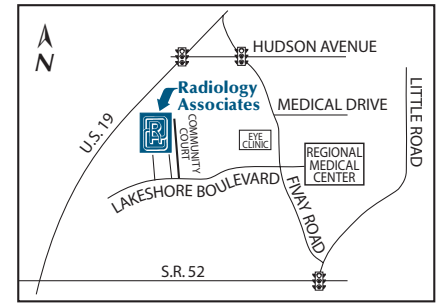 N
HUDSON AVENUE
Radiology
Associates
MEDICAL DRIVE
LITTLE ROAD
U.S. 19
RA
COMMUNITY
COURT
EYE
CLINIC
REGIONAL
MEDICAL
CENTER
LAKESHORE BOULEVARD
FIVAY ROAD
S.R. 52